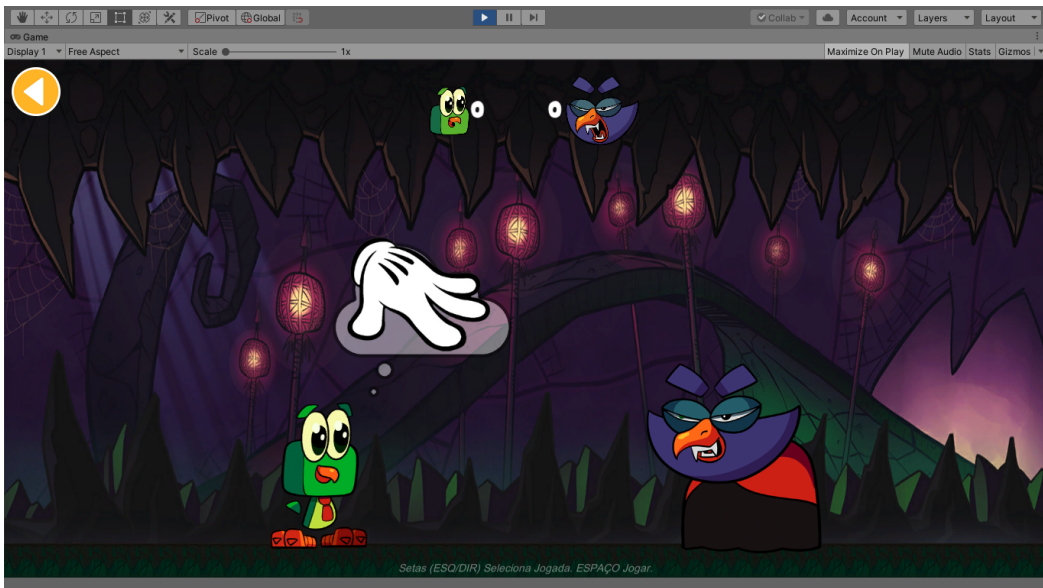 Pivot Global Collab Account Layers Layout
Game
Display 1 Free Aspect Scale 1x Maximize On Play Mute Audio Stats Gizmos
0 0
Setas (ESQ/DIR) Seleciona Jogada. ESPAÇO Jogar.